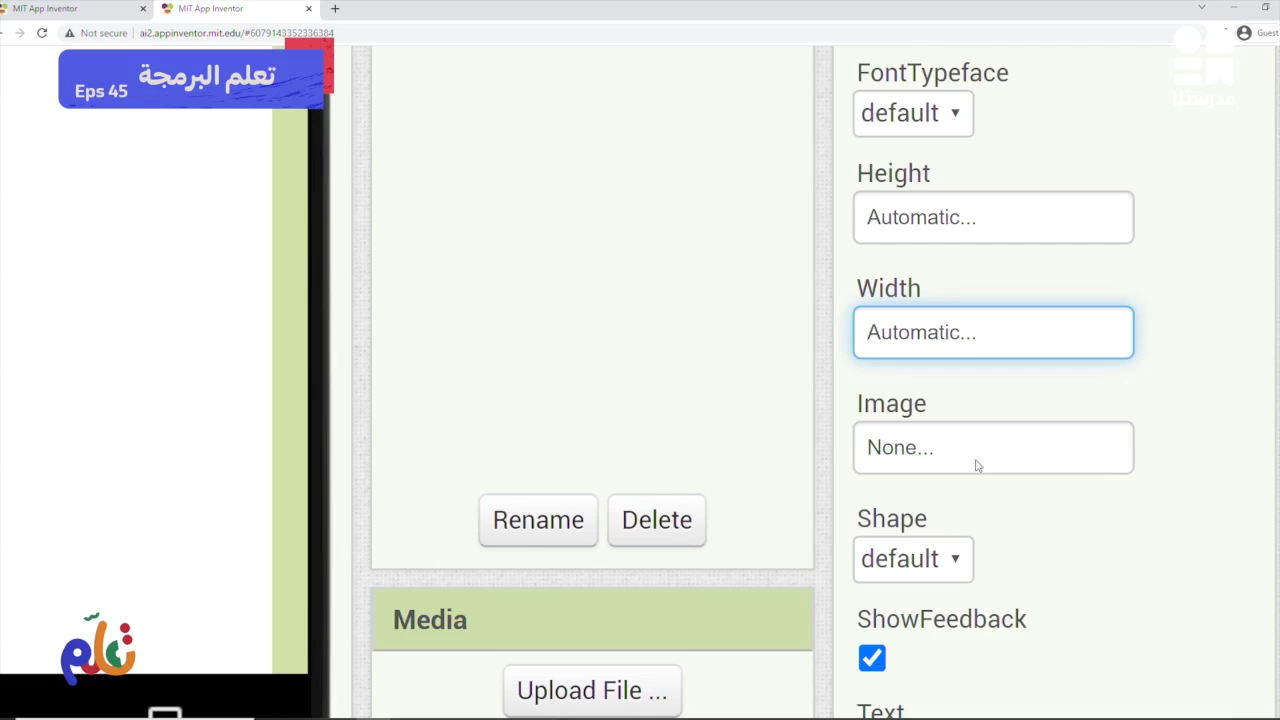 MIT App Inventor
MIT App Inventor
Not secure
ai2.appinventor.mit.edu/#6079143352336384
Guest
تعلم البرمجة
Eps 45
مدرستنا
FontTypeface
default
Height
Automatic...
Width
Automatic...
Image
None...
Rename
Delete
Shape
default
Media
ShowFeedback
Upload File ...
Text